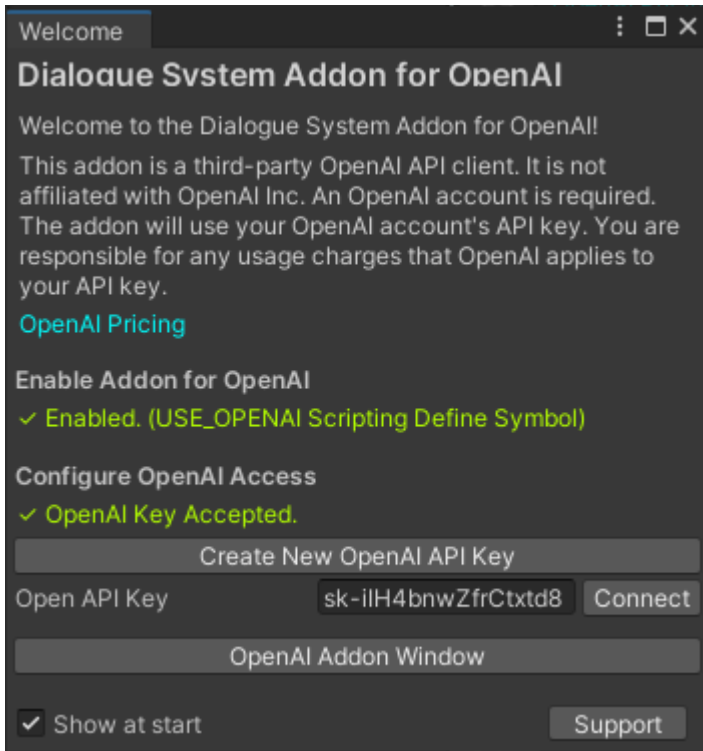 Welcome
Dialogue System Addon for OpenAI
Welcome to the Dialogue System Addon for OpenAI!
This addon is a third-party OpenAI API client. It is not
affiliated with OpenAI Inc. An OpenAI account is required.
The addon will use your OpenAI account's API key. You are
responsible for any usage charges that OpenAI applies to
your API key.
OpenAI Pricing
Enable Addon for OpenAI
✓ Enabled. (USE_OPENAI Scripting Define Symbol)
Configure OpenAI Access
✓ OpenAI Key Accepted.
Create New OpenAI API Key
Open API Key sk-iIH4bnwZfrCtxtd8 Connect
OpenAI Addon Window
Show at start Support